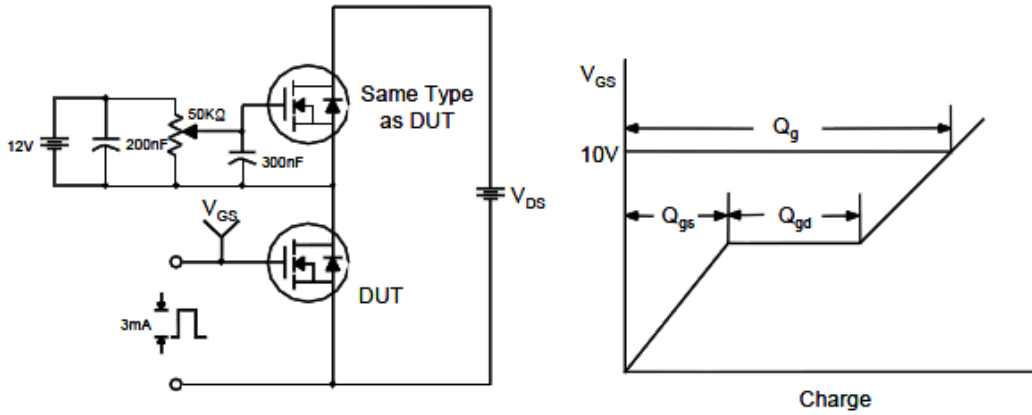 Same Type
as DUT
50KΩ
12V
200nF
300nF
V_GS
V_DS
DUT
3mA
V_GS
10V
Q_g
Q_gs
Q_gd
Charge